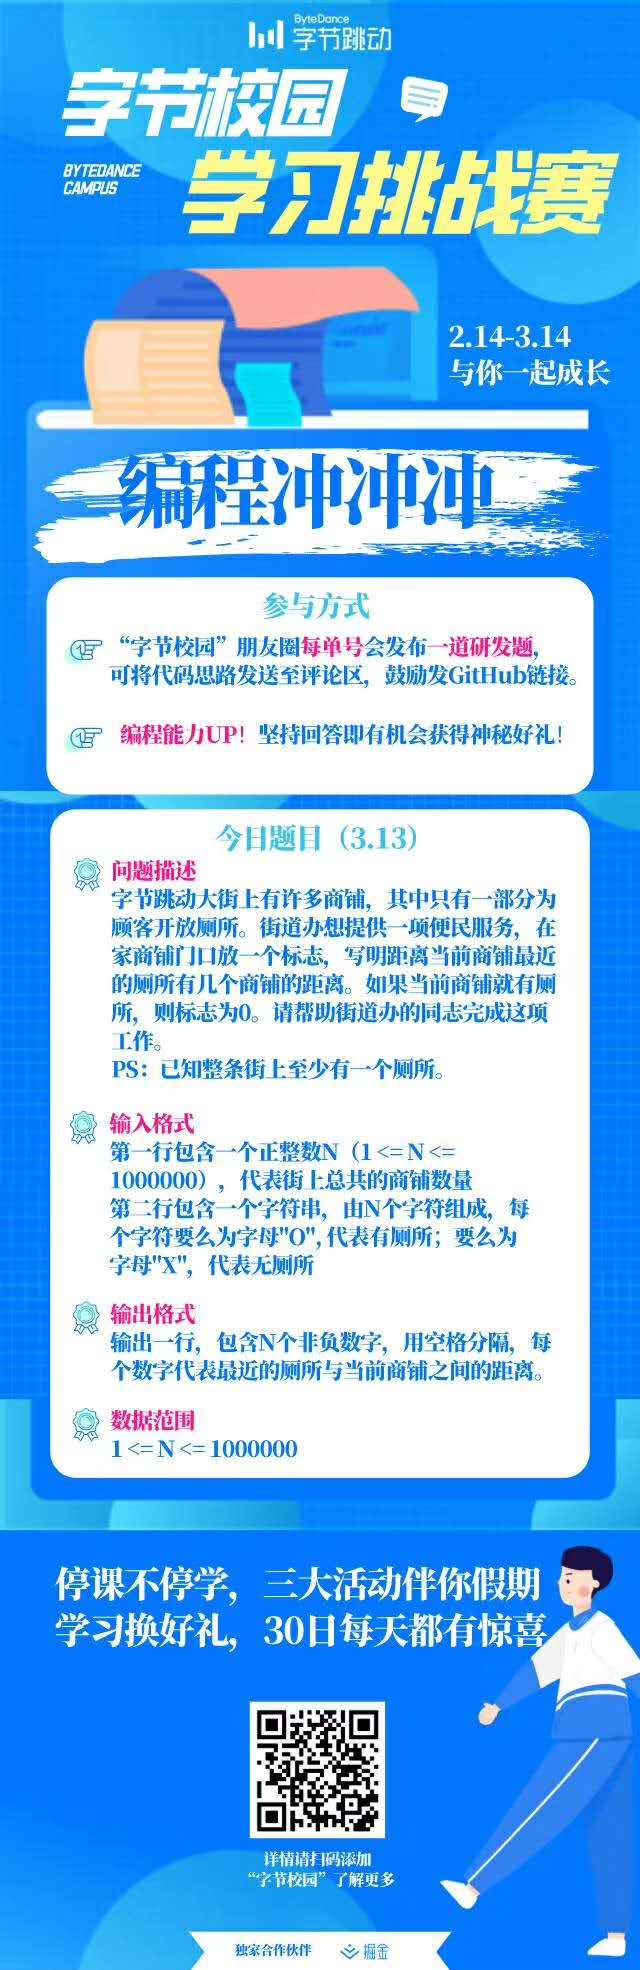 ByteDance
字节跳动
字节校园
BYTEDANCE
CAMPUS
学习挑战赛
2.14-3.14
与你一起成长
编程冲冲冲
参与方式
“字节校园”朋友圈每单号会发布一道研发题,
可将代码思路发送至评论区，鼓励发GitHub链接。
编程能力UP！坚持回答即有机会获得神秘好礼！
今日题目（3.13）
问题描述
字节跳动大街上有许多商铺，其中只有一部分为
顾客开放厕所。街道办想提供一项便民服务，在
家商铺门口放一个标志，写明距离当前商铺最近
的厕所有几个商铺的距离。如果当前商铺就有厕
所，则标志为0。请帮助街道办的同志完成这项
工作。
PS：已知整条街上至少有一个厕所。
输入格式
第一行包含一个正整数N（1 <= N <=
1000000），代表街上总共的商铺数量
第二行包含一个字符串，由N个字符组成，每
个字符要么为字母"O", 代表有厕所；要么为
字母"X"，代表无厕所
输出格式
输出一行，包含N个非负数字，用空格分隔，每
个数字代表最近的厕所与当前商铺之间的距离。
数据范围
1 <= N <= 1000000
停课不停学，三大活动伴你假期
学习换好礼，30日每天都有惊喜
详情请扫码添加
“字节校园”了解更多
独家合作伙伴 掘金